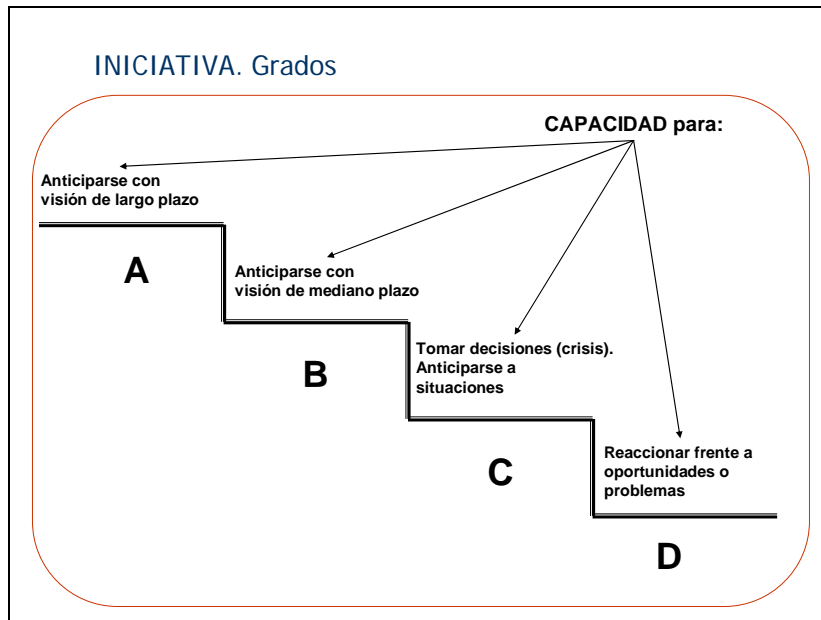 INICIATIVA. Grados
CAPACIDAD para:
Anticiparse con
visión de largo plazo
A
Anticiparse con
visión de mediano plazo
B
Tomar decisiones (crisis).
Anticiparse a
situaciones
C
Reaccionar frente a
oportunidades o
problemas
D